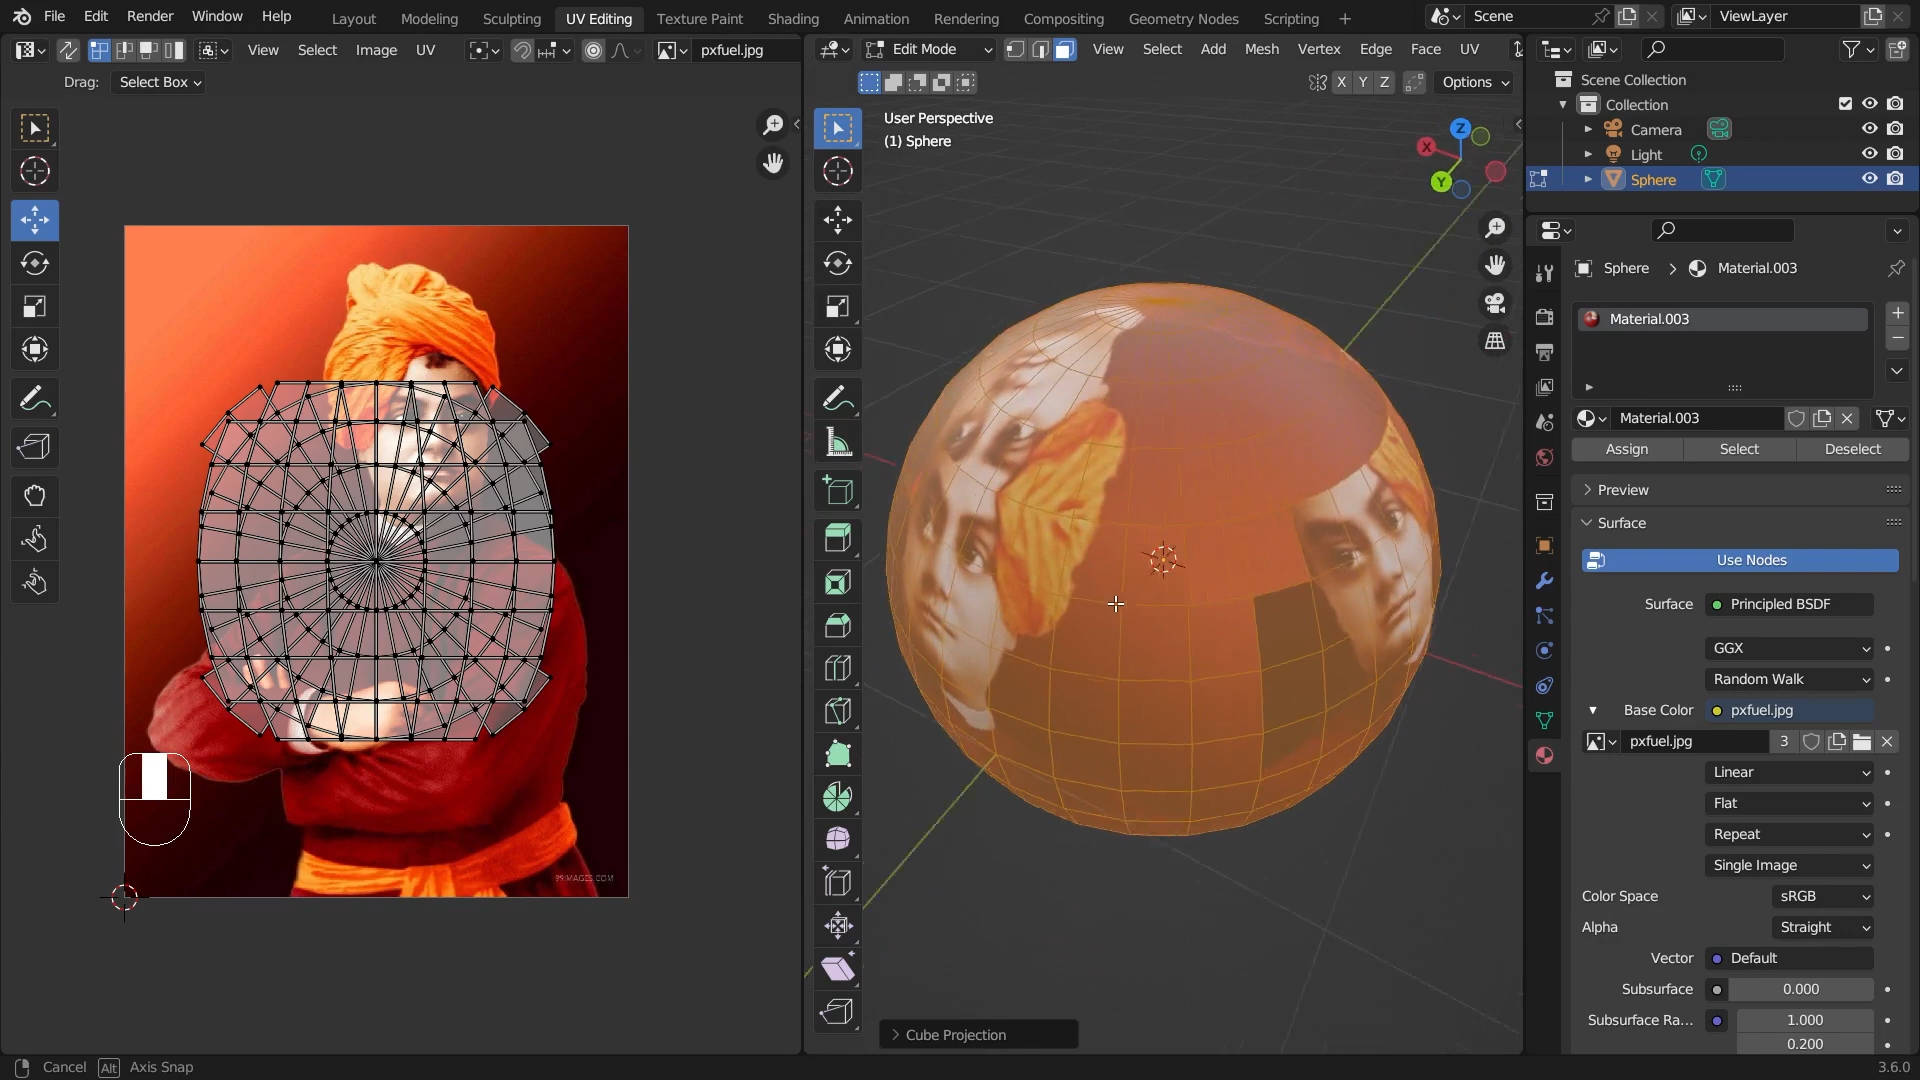 File Edit Render Window Help Layout Modeling Sculpting UV Editing Texture Paint Shading Animation Rendering Compositing Geometry Nodes Scripting + Scene ViewLayer
View Select Image UV pxfuel.jpg
Drag: Select Box
Edit Mode View Select Add Mesh Vertex Edge Face UV
X Y Z Options
User Perspective
(1) Sphere
Z
X
Y
Cube Projection
Scene Collection
Collection
Camera
Light
Sphere
Sphere > Material.003
Material.003
Material.003
Assign Select Deselect
Preview
Surface
Use Nodes
Surface Principled BSDF
GGX
Random Walk
Base Color pxfuel.jpg
pxfuel.jpg 3
Linear
Flat
Repeat
Single Image
Color Space sRGB
Alpha Straight
Vector Default
Subsurface 0.000
Subsurface Ra... 1.000
0.200
Cancel Alt Axis Snap
3.6.0